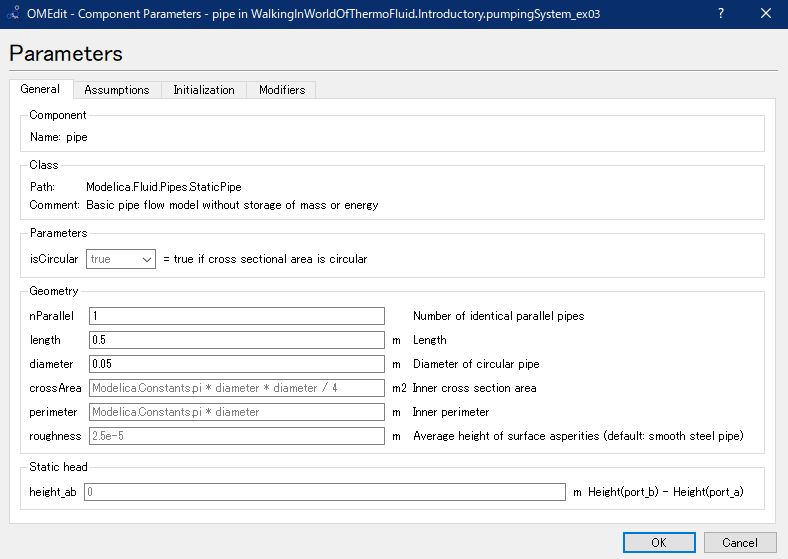 OMEdit - Component Parameters - pipe in WalkingInWorldOfThermoFluid.Introductory.pumpingSystem_ex03 ?
Parameters
General Assumptions Initialization Modifiers
Component
Name: pipe
Class
Path: Modelica.Fluid.Pipes.StaticPipe
Comment: Basic pipe flow model without storage of mass or energy
Parameters
isCircular true = true if cross sectional area is circular
Geometry
nParallel 1 Number of identical parallel pipes
length 0.5 m Length
diameter 0.05 m Diameter of circular pipe
crossArea Modelica.Constants.pi * diameter * diameter / 4 m2 Inner cross section area
perimeter Modelica.Constants.pi * diameter m Inner perimeter
roughness 2.5e-5 m Average height of surface asperities (default: smooth steel pipe)
Static head
height_ab 0 m Height(port_b) - Height(port_a)
OK Cancel